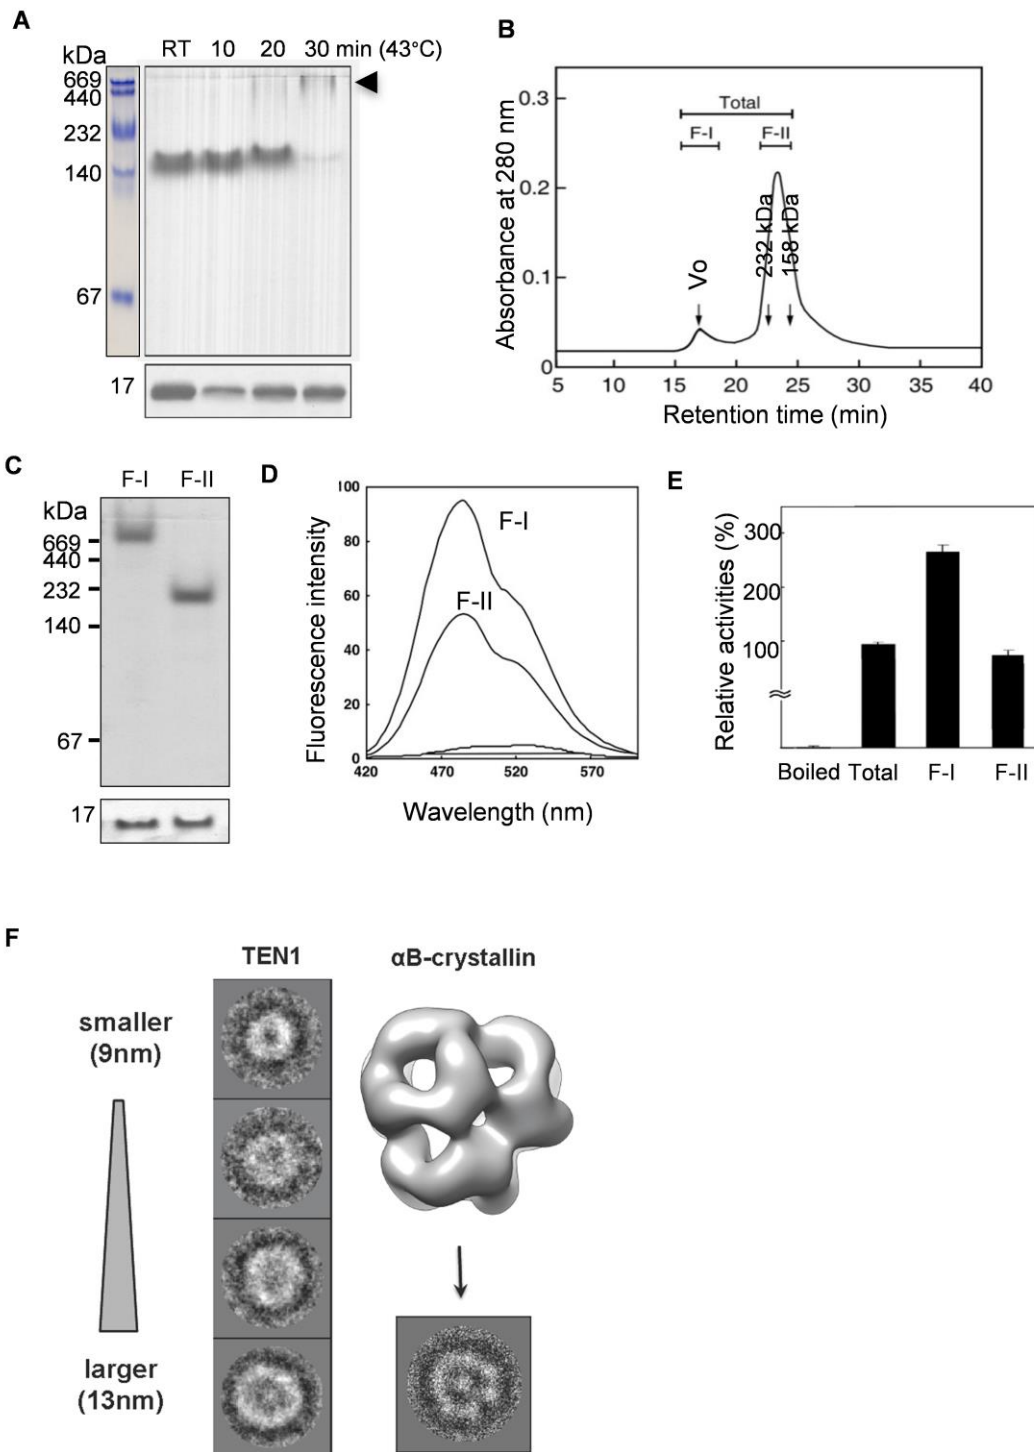 A
kDa
RT 10 20 30 min (43°C)
669
440
232
140
67
17
B
Absorbance at 280 nm
0.3
0.2
0.1
0
Total
F-I
F-II
Vo
232 kDa
158 kDa
5 10 15 20 25 30 35 40
Retention time (min)
C
F-I F-II
kDa
669
440
232
140
67
17
D
Fluorescence intensity
100
80
60
40
20
0
F-I
F-II
420 470 520 570
Wavelength (nm)
E
Relative activities (%)
300
200
100
Boiled Total F-I F-II
F
TEN1
αB-crystallin
smaller
(9nm)
larger
(13nm)